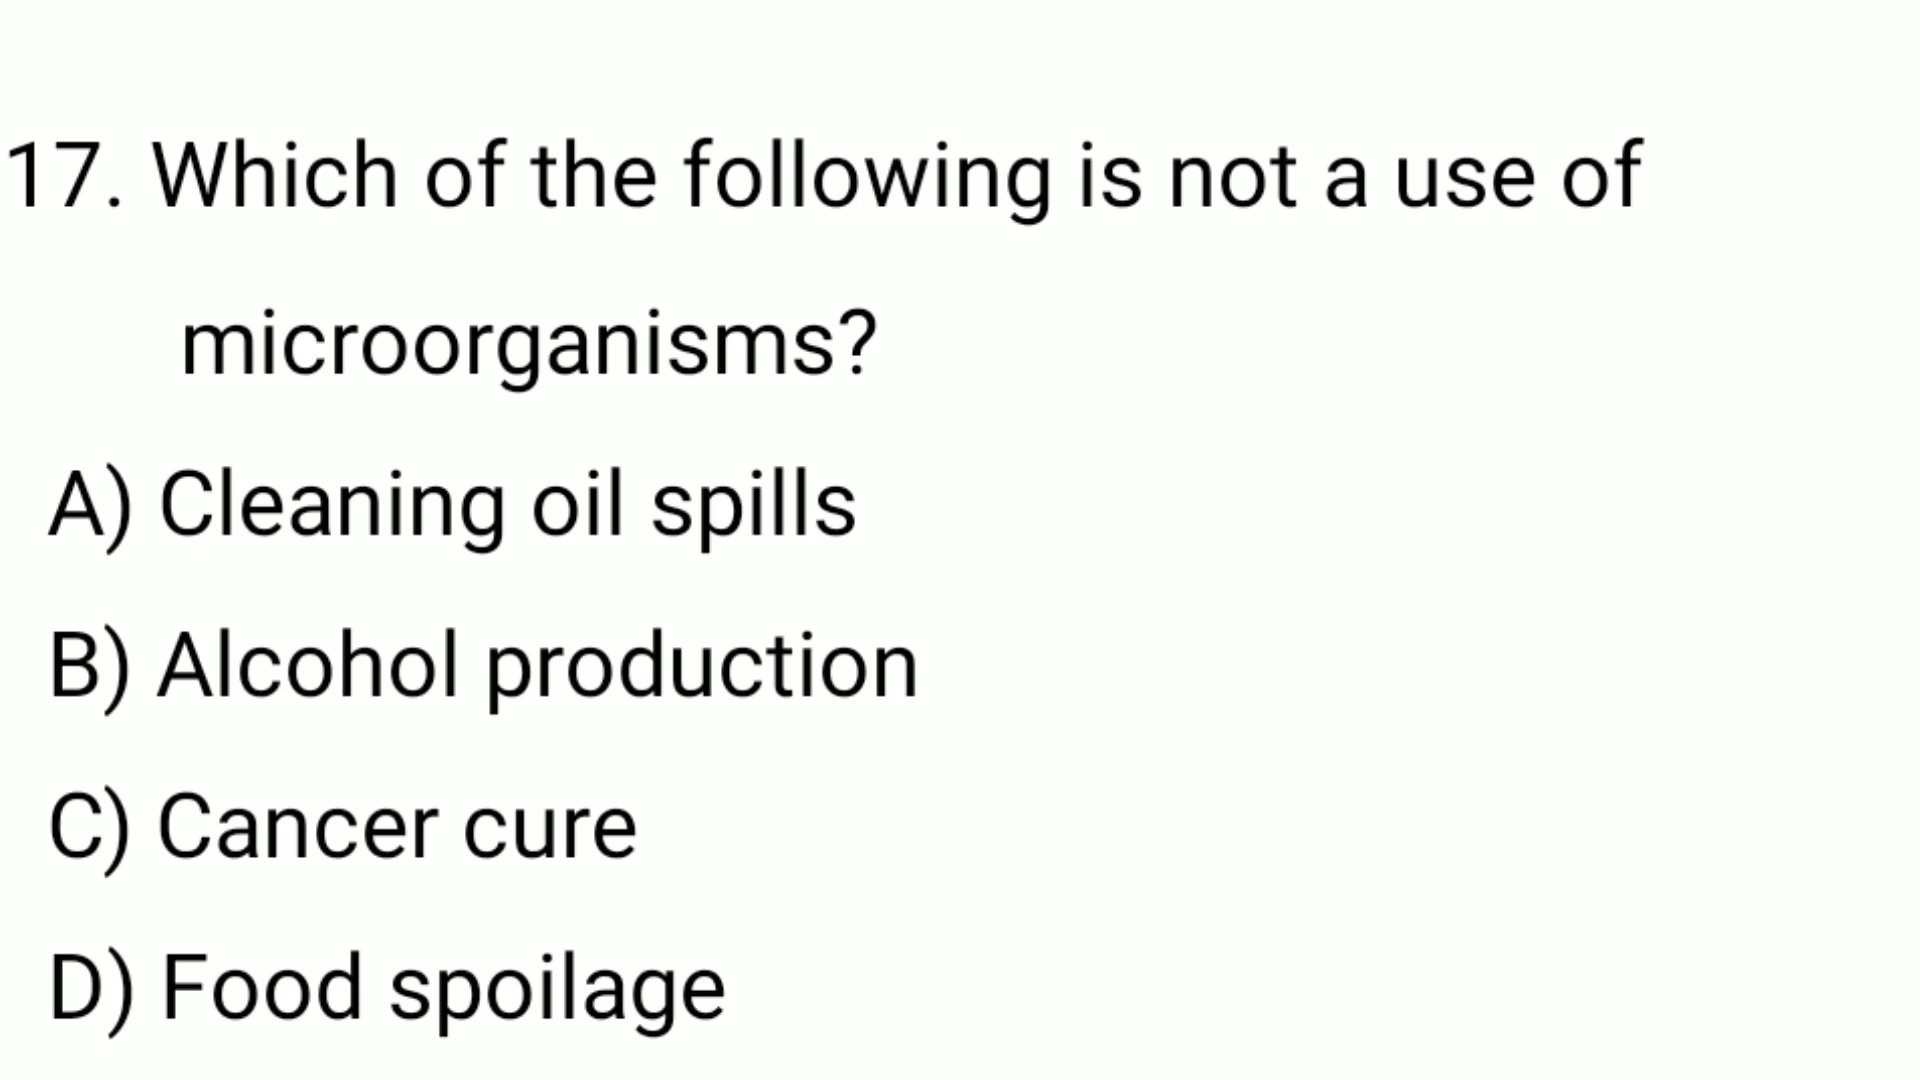 17. Which of the following is not a use of
microorganisms?
A) Cleaning oil spills
B) Alcohol production
C) Cancer cure
D) Food spoilage